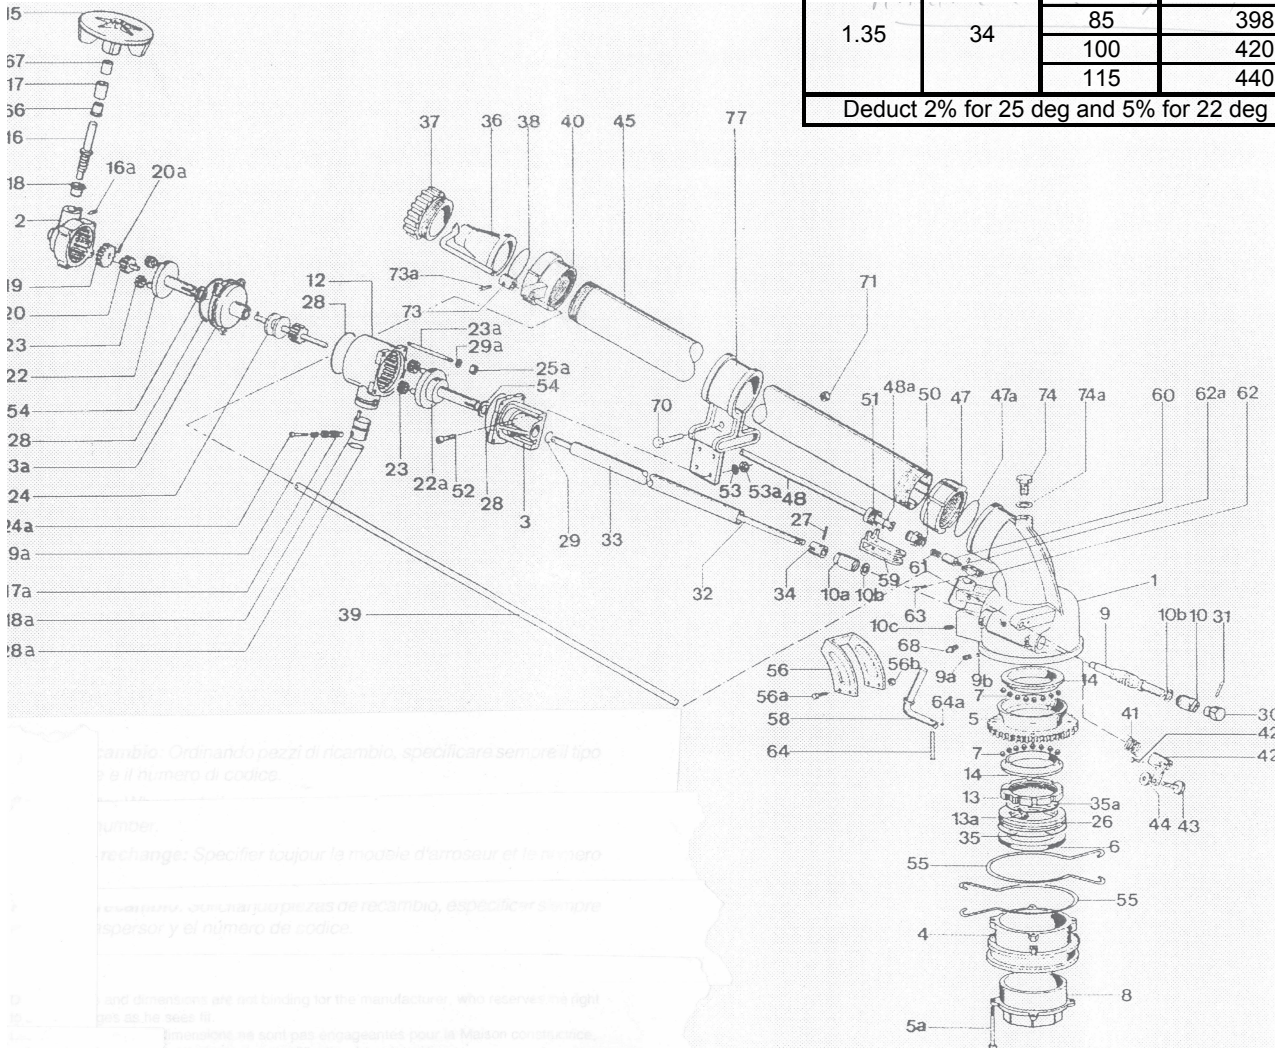 1.35 34 85 398
100 420
115 440
Deduct 2% for 25 deg and 5% for 22 deg
15
67
17
66
16
18
2
16a
20a
19
20
23
22
54
28
3a
24
24a
19a
17a
18a
28a
12
28
37
36
38
40
45
77
73a
73
23a
29a
25a
54
71
70
48a
51
50
47
47a
74
74a
60
62a
62
23
22a
52
28
3
29
33
53
53a
48
27
32
34
10a
10b
59
61
63
1
39
10c
68
9
10b
10
31
56
56b
9a
9b
14
56a
7
64a
58
5
30
41
42
42
64
7
14
13
35a
44
43
13a
26
35
6
55
55
4
8
5a
cambio: Ordinando pezzi di ricambio, specificare sempre il tipo
e il numero di codice.
number.
rechange: Specifier toujour le modele d'arroseur et le numero
recambio: Solicitando piezas de recambio, especificar siempre
aspersor y el número de codice.
and dimensions are not binding for the manufacturer, who reserves the right
ges as he sees fit.
dimensions ne sont pas engageantes pour la Maison constructrice,